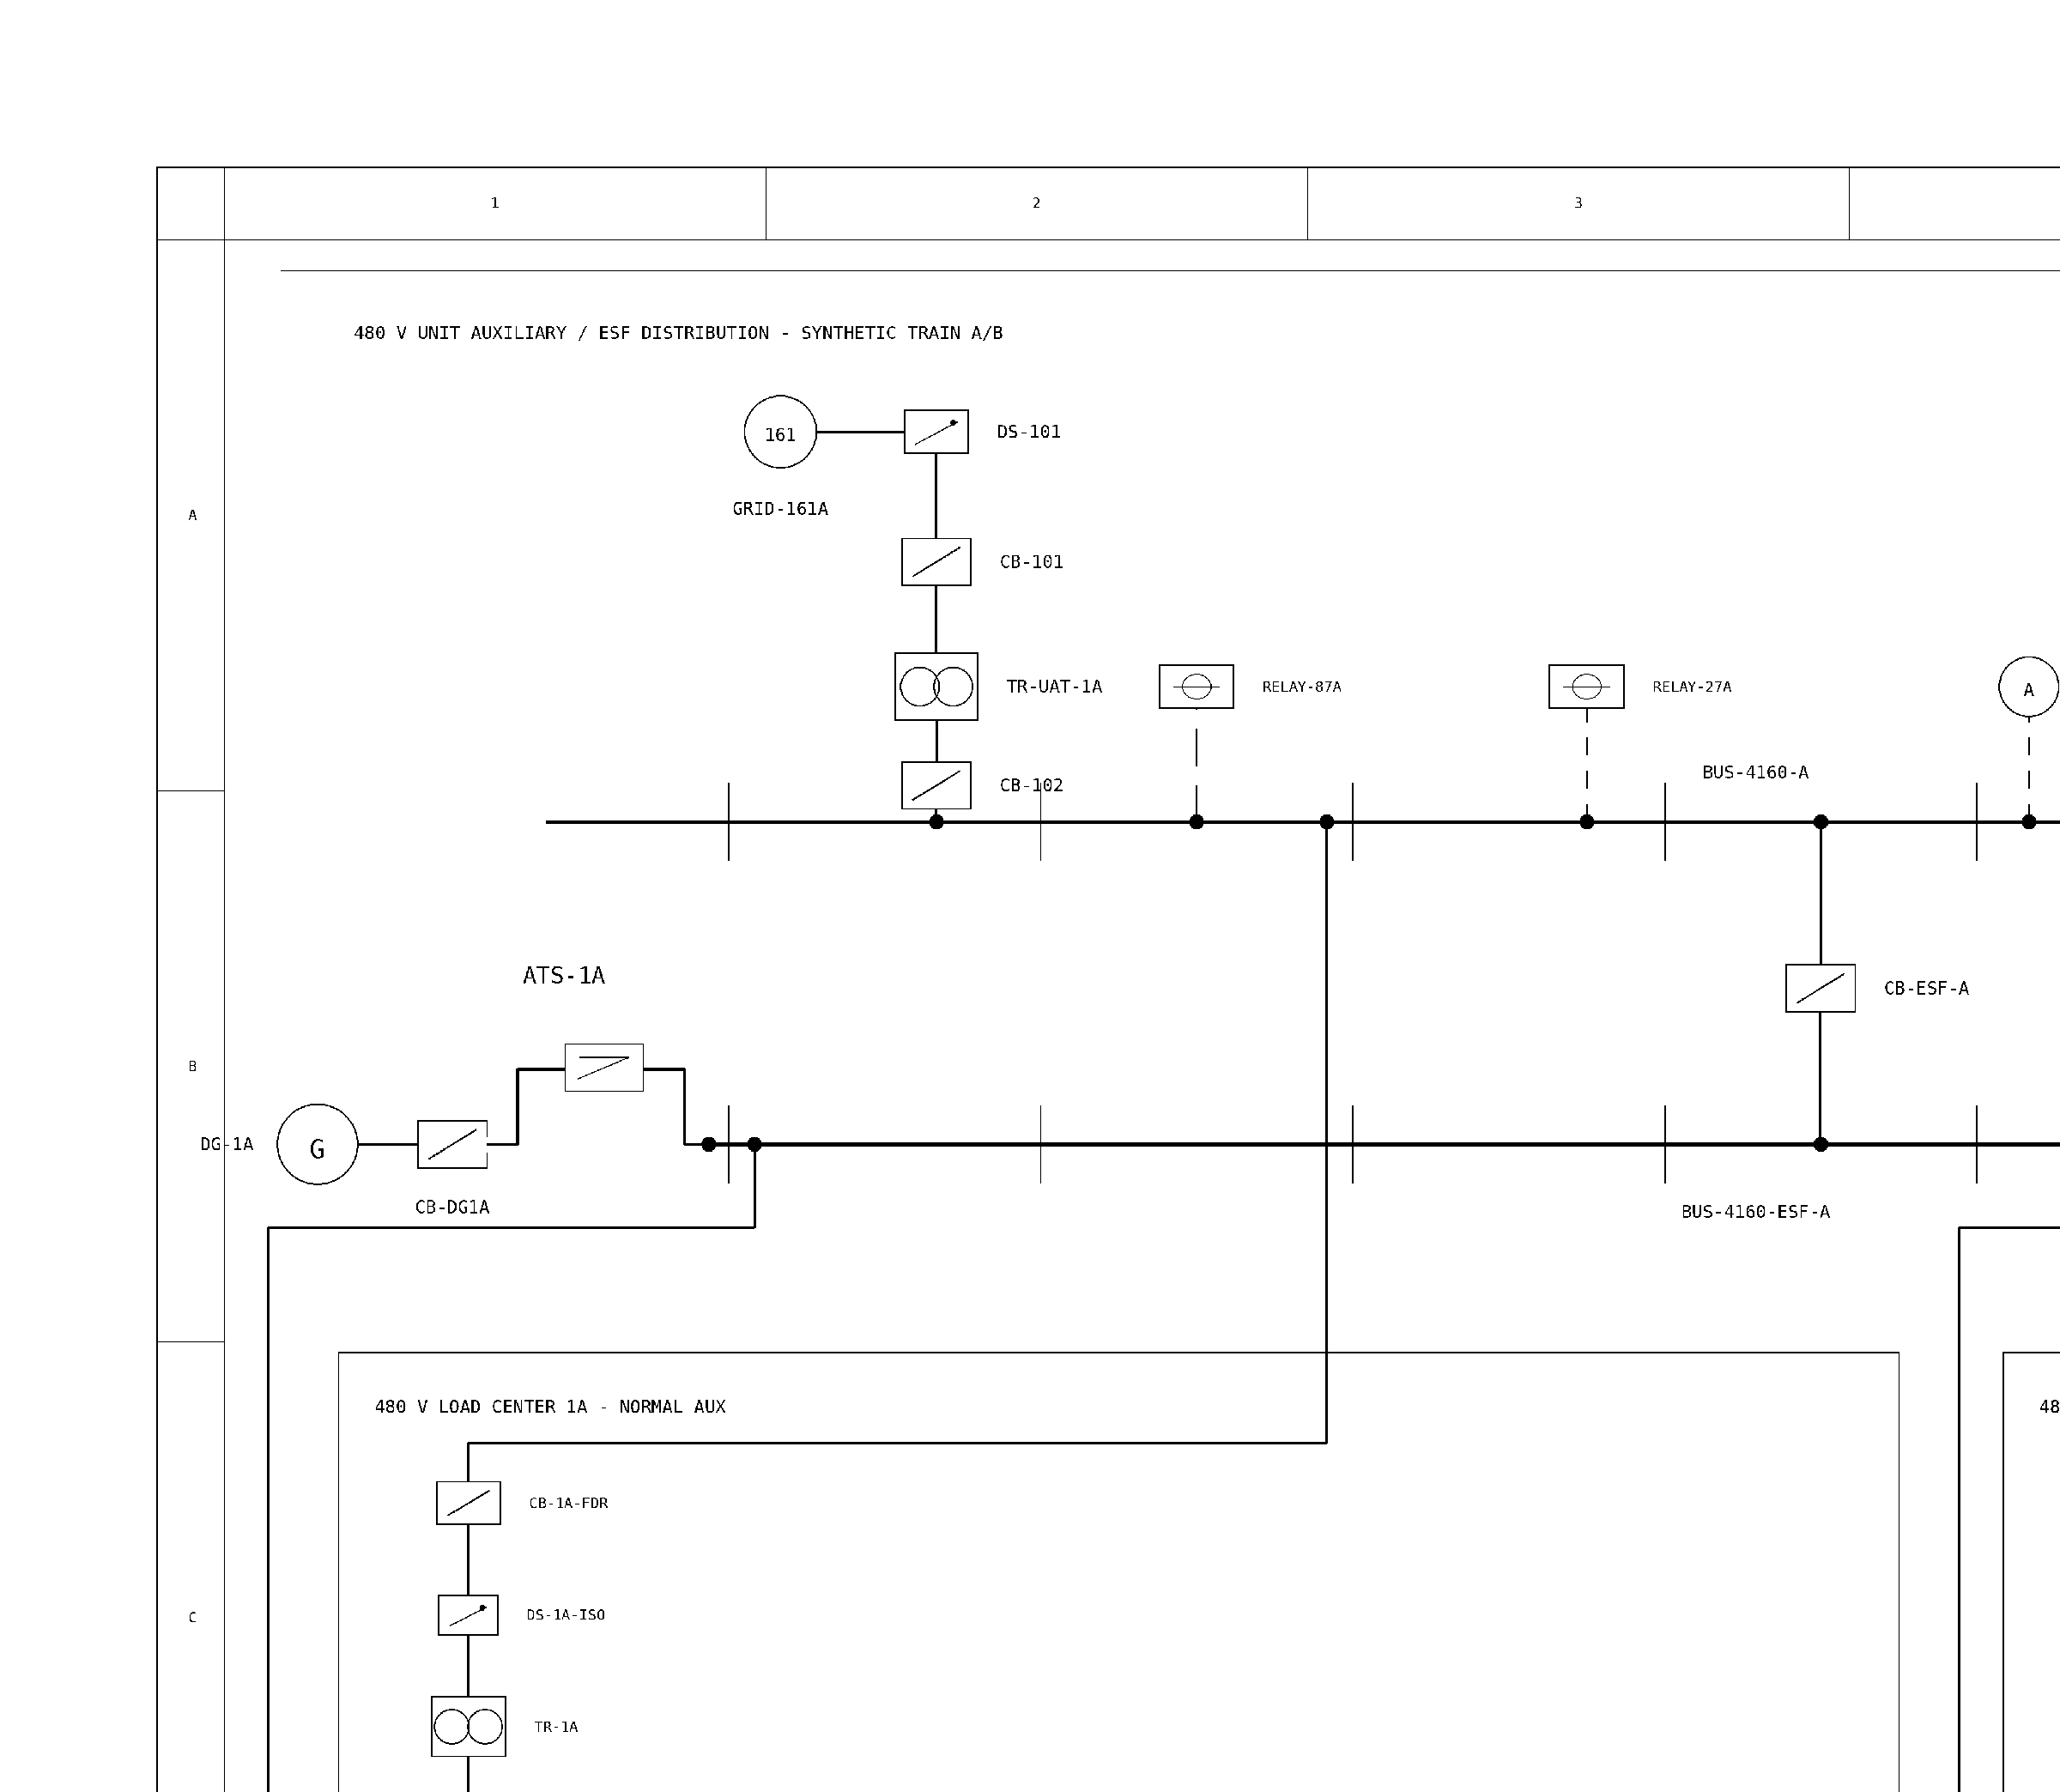 1
2
3
480 V UNIT AUXILIARY / ESF DISTRIBUTION - SYNTHETIC TRAIN A/B
161
DS-101
GRID-161A
A
CB-101
TR-UAT-1A
RELAY-87A
RELAY-27A
A
BUS-4160-A
CB-102
ATS-1A
CB-ESF-A
B
DG-1A
G
CB-DG1A
BUS-4160-ESF-A
480 V LOAD CENTER 1A - NORMAL AUX
48
CB-1A-FDR
DS-1A-ISO
C
TR-1A